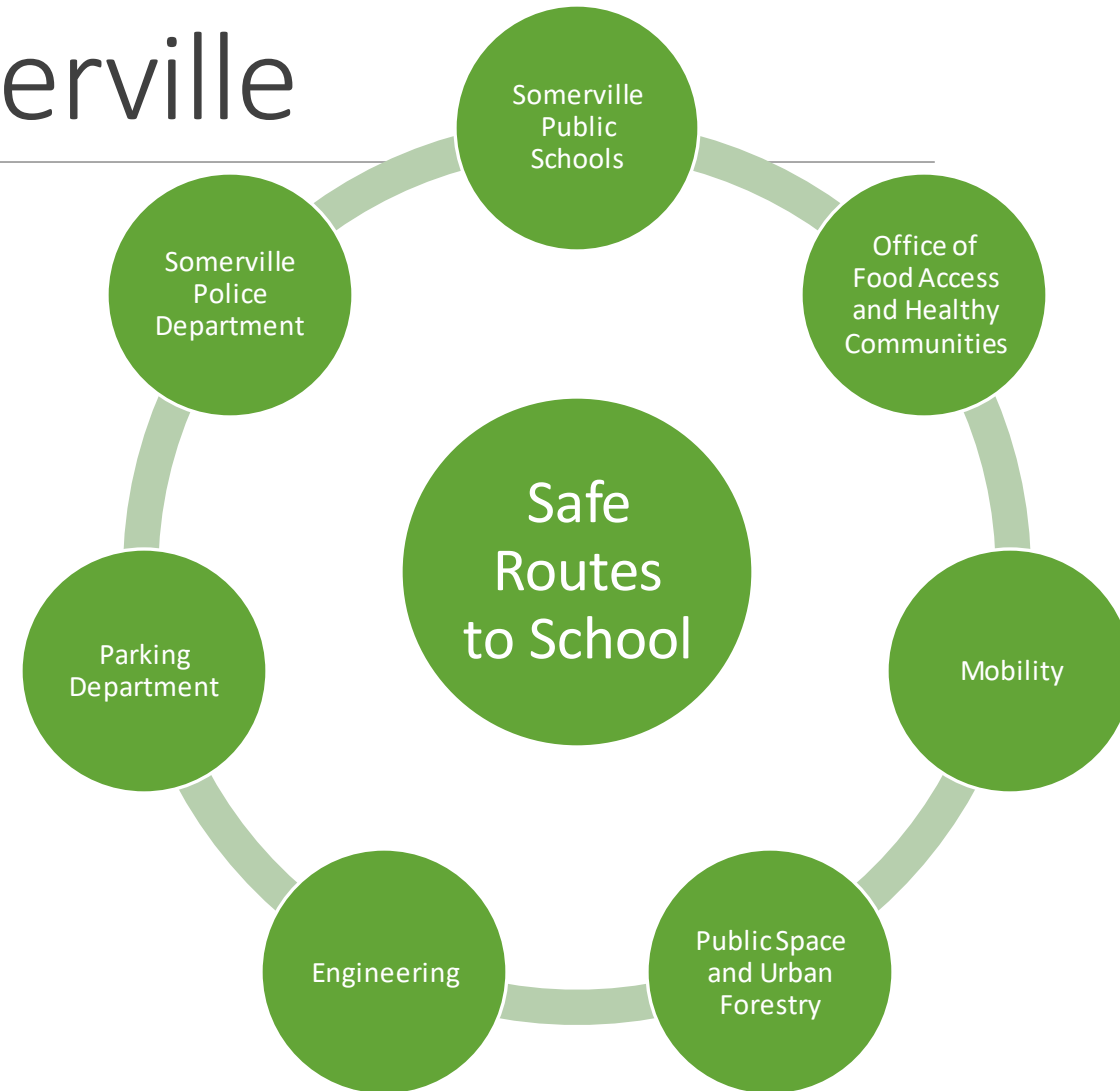 erville
Somerville
Public
Schools
Office of
Food Access
and Healthy
Communities
Mobility
Public Space
and Urban
Forestry
Engineering
Parking
Department
Somerville
Police
Department
Safe
Routes
to School